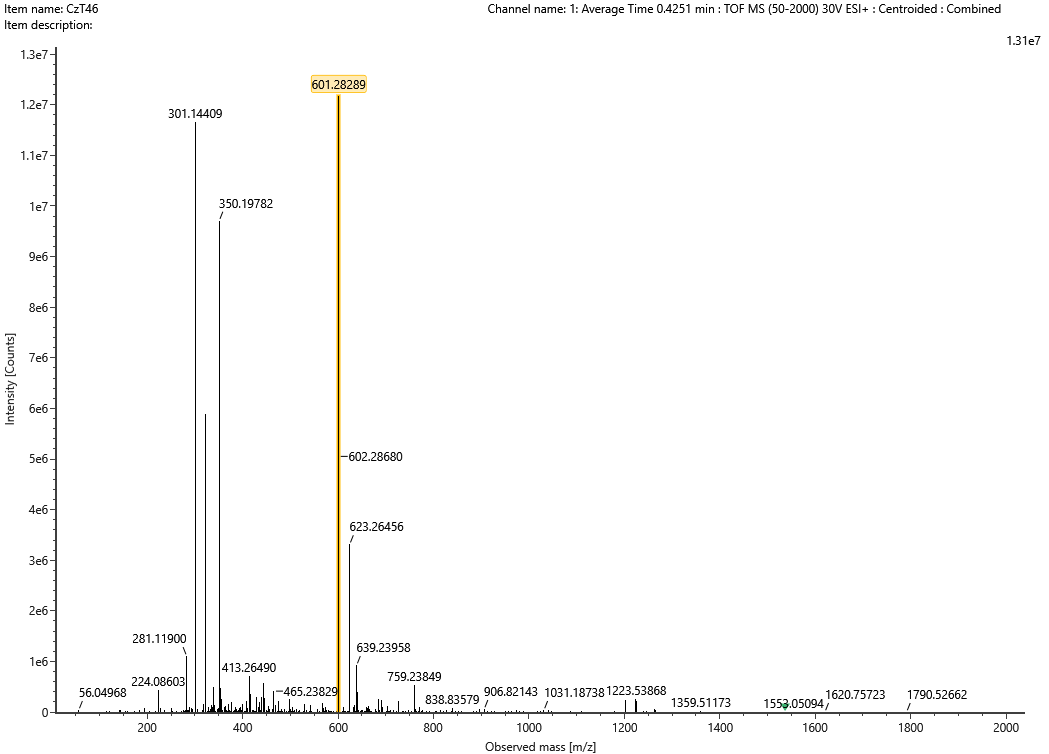 Item name: CzT46
Channel name: 1: Average Time 0.4251 min : TOF MS (50-2000) 30V ESI+ : Centroided : Combined
Item description:
1.31e7
1.3e7
601.28289
1.2e7
301.14409
1.1e7
350.19782
1e7
9e6
8e6
7e6
Intensity [Counts]
6e6
602.28680
5e6
4e6
623.26456
3e6
2e6
281.11900
639.23958
1e6
413.26490
759.23849
224.08603
56.04968
465.23829
838.83579
906.82143
1031.18738
1223.53868
1359.51173
1553.05094
1620.75723
1790.52662
0
200
400
600
800
1000
1200
1400
1600
1800
2000
Observed mass [m/z]